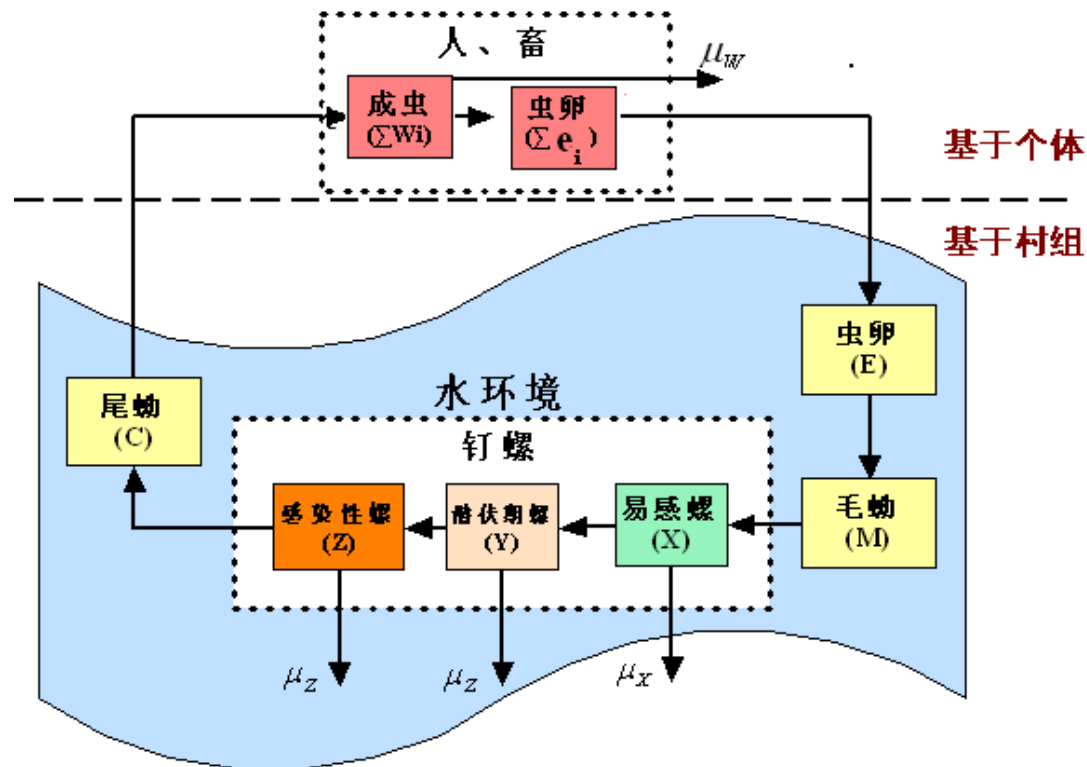 人、畜
μW
成虫
(∑Wi)
虫卵
(∑ei)
基于个体
基于村组
虫卵
(E)
水环境
尾蚴
(C)
钉螺
感染性螺
(Z)
潜伏期螺
(Y)
易感螺
(X)
毛蚴
(M)
μZ
μZ
μX